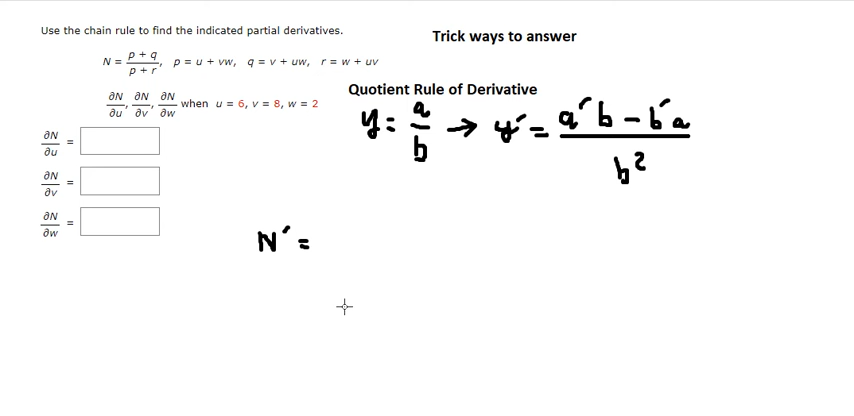 Use the chain rule to find the indicated partial derivatives.
Trick ways to answer
N = p + q / p + r, p = u + vw, q = v + uw, r = w + uv
Quotient Rule of Derivative
∂N/∂u, ∂N/∂v, ∂N/∂w when u = 6, v = 8, w = 2
y = a/b → y' = a'b - b'a / b²
∂N/∂u =
∂N/∂v =
∂N/∂w =
N' =